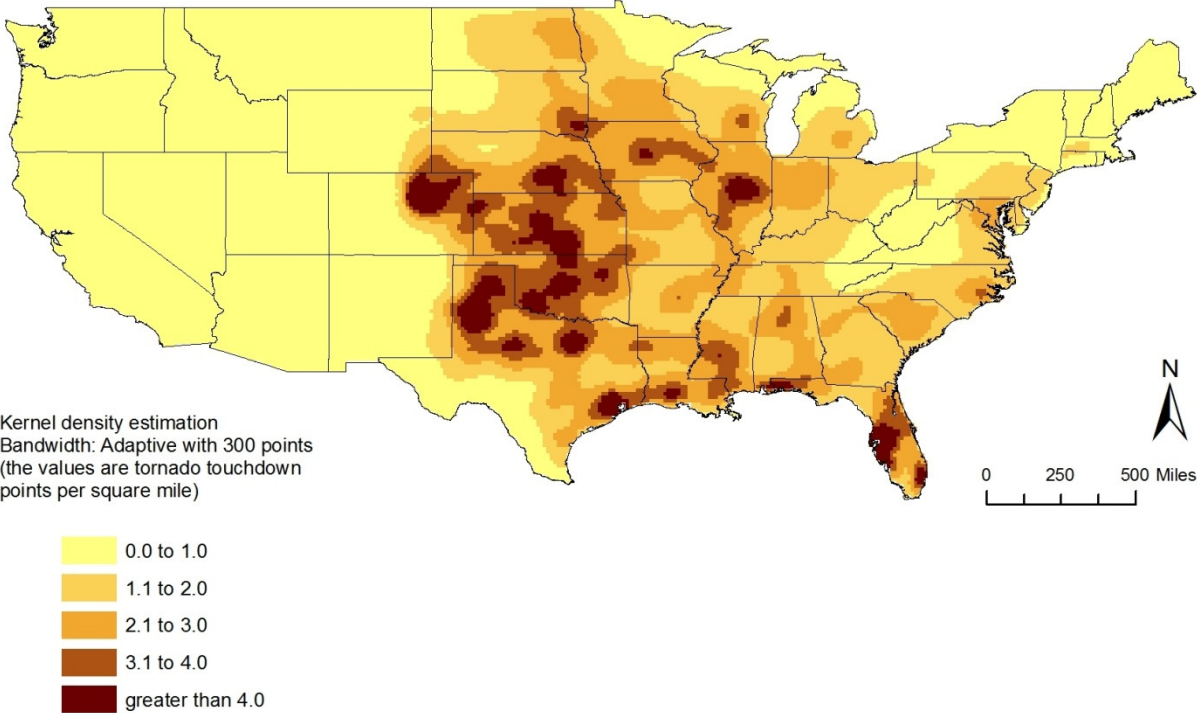 N
0 250 500 Miles
Kernel density estimation
Bandwidth: Adaptive with 300 points
(the values are tornado touchdown
points per square mile)
0.0 to 1.0
1.1 to 2.0
2.1 to 3.0
3.1 to 4.0
greater than 4.0